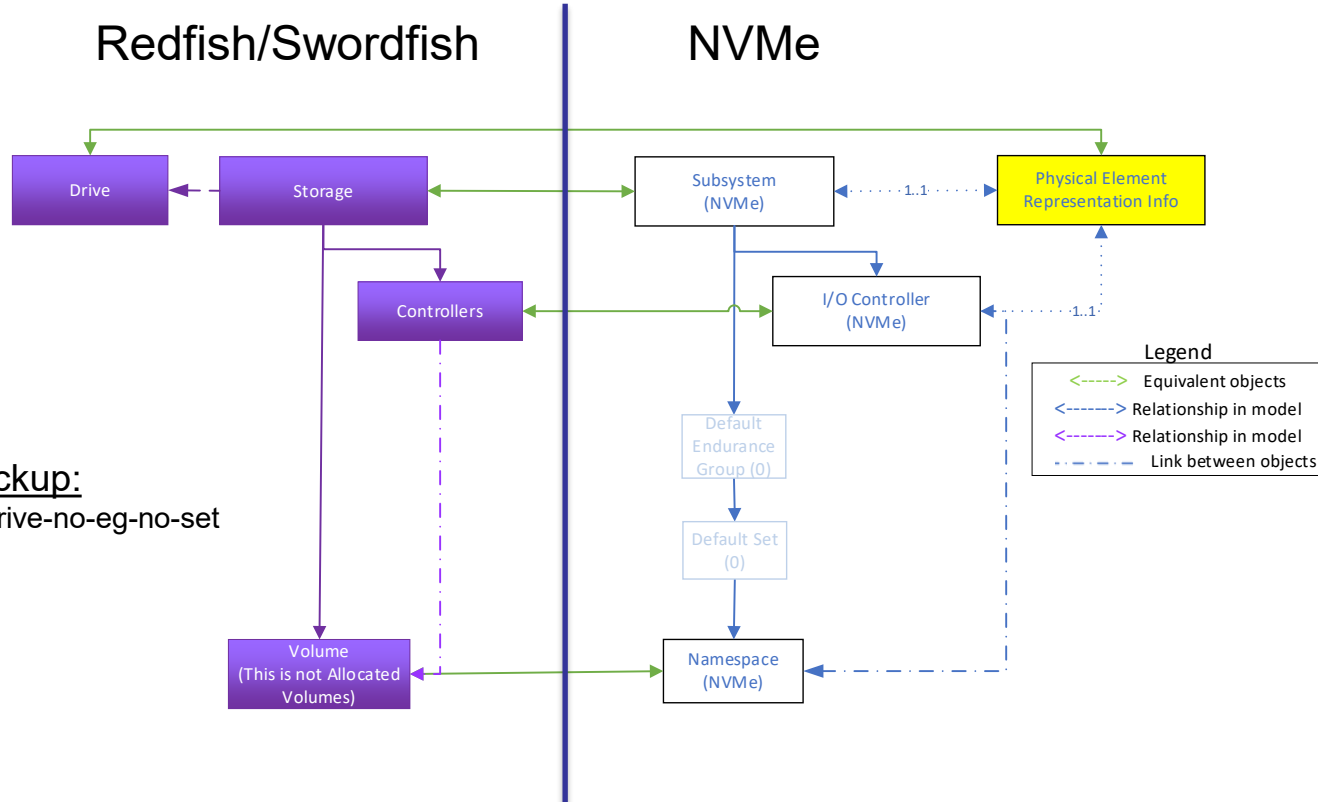 Redfish/Swordfish
NVMe
Drive
Storage
Subsystem
(NVMe)
1..1
Physical Element
Representation Info
Controllers
I/O Controller
(NVMe)
1..1
Legend
Equivalent objects
Relationship in model
Relationship in model
Link between objects
Default
Endurance
Group (0)
ckup:
rive-no-eg-no-set
Default Set
(0)
Volume
(This is not Allocated
Volumes)
Namespace
(NVMe)